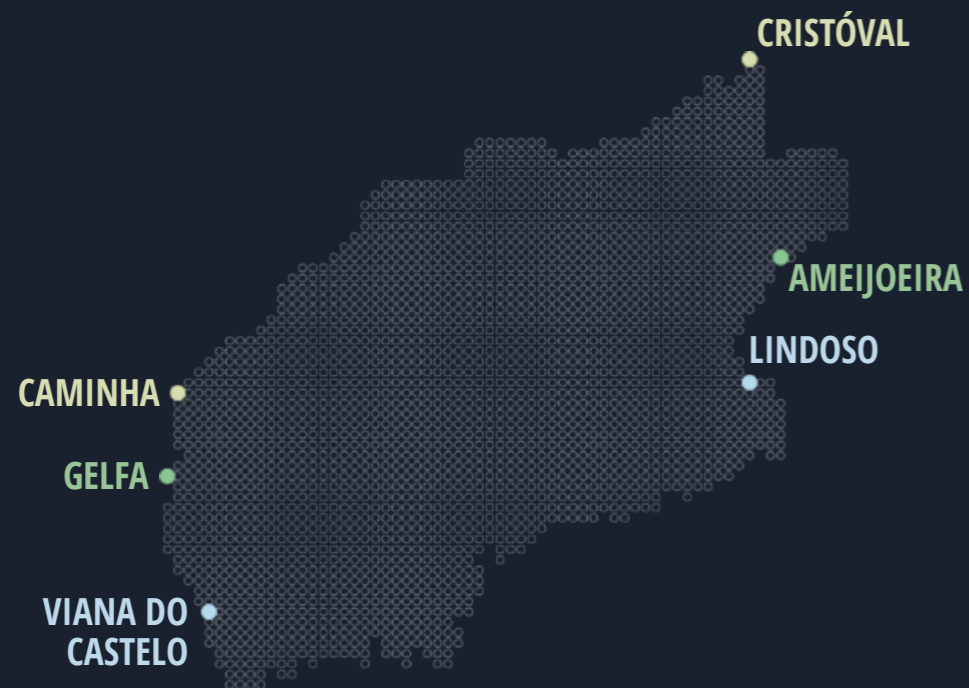 CRISTÓVAL
AMEIJOEIRA
LINDOSO
CAMINHA
GELFA
VIANA DO
CASTELO